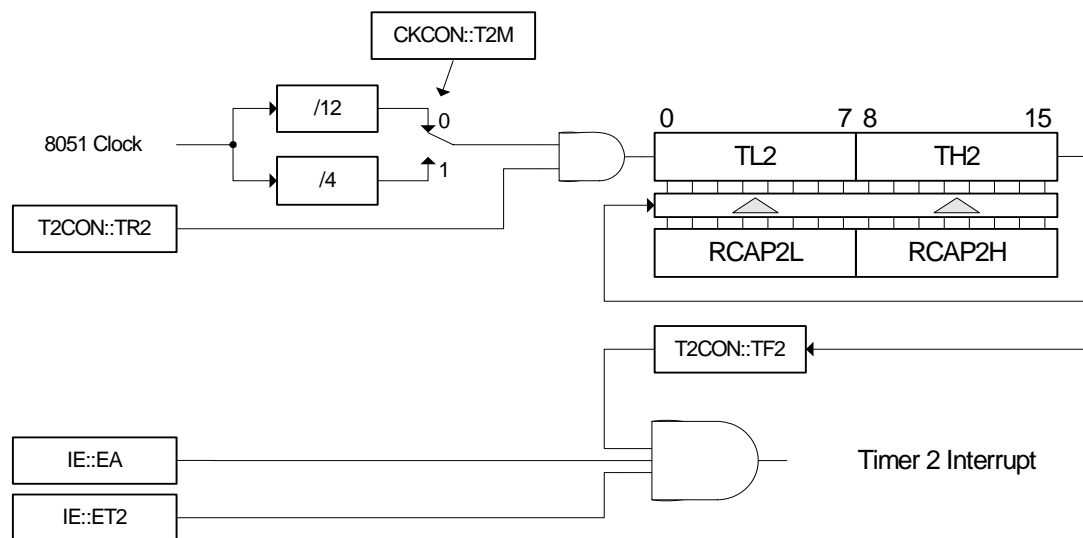 CKCON::T2M
/12
0
8051 Clock
/4
1
T2CON::TR2
0 7 8 15
TL2 TH2
RCAP2L RCAP2H
T2CON::TF2
IE::EA
Timer 2 Interrupt
IE::ET2